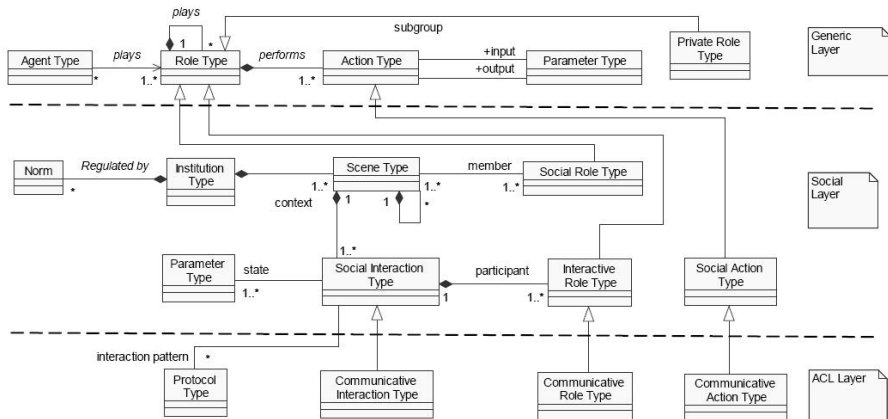 plays
subgroup
Agent Type
plays
*
1
*
Role Type
1..*
performs
1..*
Action Type
+input
+output
Parameter Type
Private Role
Type
Generic
Layer
Norm
*
Regulated by
Institution
Type
Scene Type
1..*
1
1
*
1..*
member
1..*
Social Role Type
Social
Layer
context
1..*
Parameter
Type
state
1..*
Social Interaction
Type
participant
1
1..*
Interactive
Role Type
Social Action
Type
interaction pattern
*
Protocol
Type
Communicative
Interaction Type
Communicative
Role Type
Communicative
Action Type
ACL Layer